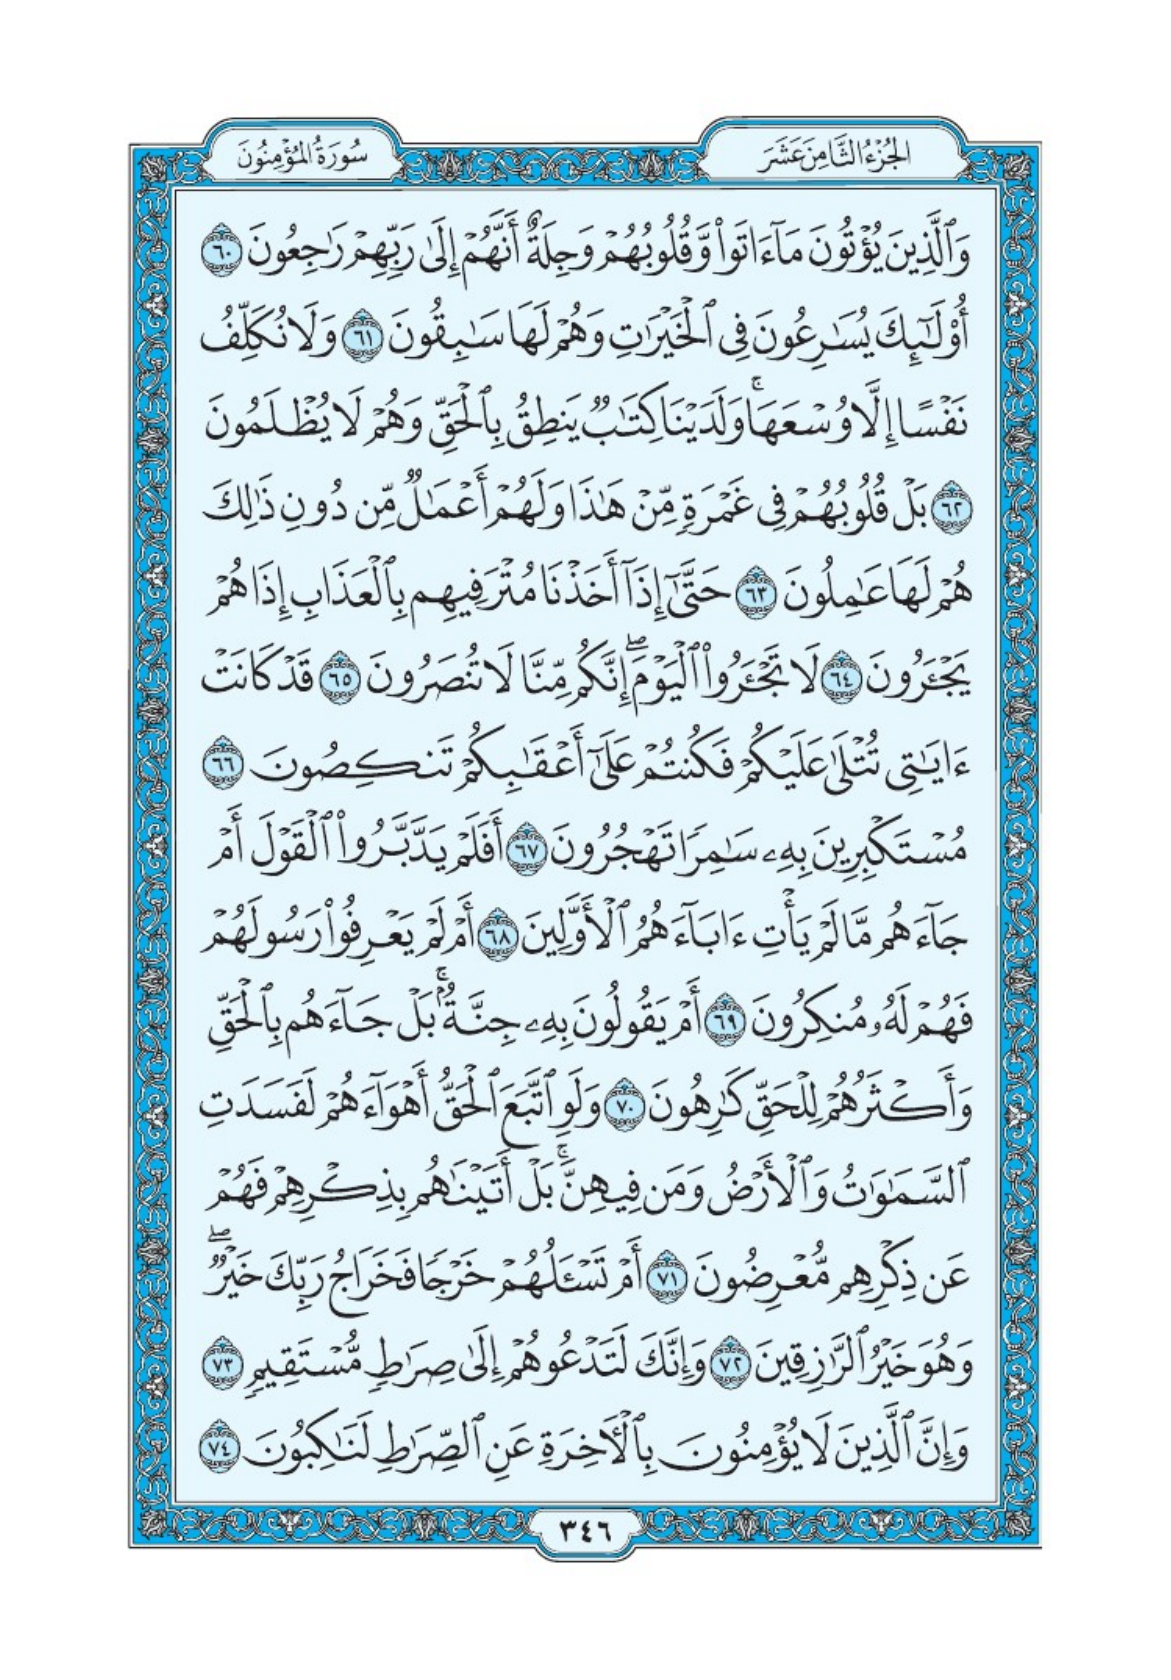 الجُزْءُ الثَّامِنَ عَشَرَ
سُورَةُ المُؤْمِنُونَ
وَٱلَّذِينَ يُؤْتُونَ مَآءَاتَوا۟ وَّقُلُوبُهُمْ وَجِلَةٌ أَنَّهُمْ إِلَىٰ رَبِّهِمْ رَٰجِعُونَ ٦٠
أُو۟لَٰٓئِكَ يُسَٰرِعُونَ فِى ٱلْخَيْرَٰتِ وَهُمْ لَهَا سَٰبِقُونَ ٦١ وَلَا نُكَلِّفُ
نَفْسًا إِلَّا وُسْعَهَا ۚ وَلَدَيْنَا كِتَٰبٌ يَنطِقُ بِٱلْحَقِّ وَهُمْ لَا يُظْلَمُونَ
٦٢ بَلْ قُلُوبُهُمْ فِى غَمْرَةٍ مِّنْ هَٰذَا وَلَهُمْ أَعْمَٰلٌ مِّن دُونِ ذَٰلِكَ
هُمْ لَهَا عَٰمِلُونَ ٦٣ حَتَّىٰٓ إِذَآ أَخَذْنَا مُتْرَفِيهِم بِٱلْعَذَابِ إِذَا هُمْ
يَجْـَٔرُونَ ٦٤ لَا تَجْـَٔرُوا۟ ٱلْيَوْمَ ۖ إِنَّكُم مِّنَّا لَا تُنصَرُونَ ٦٥ قَدْ كَانَتْ
ءَايَٰتِى تُتْلَىٰ عَلَيْكُمْ فَكُنتُمْ عَلَىٰٓ أَعْقَٰبِكُمْ تَنكِصُونَ ٦٦
مُسْتَكْبِرِينَ بِهِۦ سَٰمِرًا تَهْجُرُونَ ٦٧ أَفَلَمْ يَدَّبَّرُوا۟ ٱلْقَوْلَ أَمْ
جَآءَهُم مَّا لَمْ يَأْتِ ءَابَآءَهُمُ ٱلْأَوَّلِينَ ٦٨ أَمْ لَمْ يَعْرِفُوا۟ رَسُولَهُمْ
فَهُمْ لَهُۥ مُنكِرُونَ ٦٩ أَمْ يَقُولُونَ بِهِۦ جِنَّةٌۢ ۚ بَلْ جَآءَهُم بِٱلْحَقِّ
وَأَكْثَرُهُمْ لِلْحَقِّ كَٰرِهُونَ ٧٠ وَلَوِ ٱتَّبَعَ ٱلْحَقُّ أَهْوَآءَهُمْ لَفَسَدَتِ
ٱلسَّمَٰوَٰتُ وَٱلْأَرْضُ وَمَن فِيهِنَّ ۚ بَلْ أَتَيْنَٰهُم بِذِكْرِهِمْ فَهُمْ
عَن ذِكْرِهِم مُّعْرِضُونَ ٧١ أَمْ تَسْـَٔلُهُمْ خَرْجًا فَخَرَاجُ رَبِّكَ خَيْرٌ ۖ
وَهُوَ خَيْرُ ٱلرَّٰزِقِينَ ٧٢ وَإِنَّكَ لَتَدْعُوهُمْ إِلَىٰ صِرَٰطٍ مُّسْتَقِيمٍ ٧٣
وَإِنَّ ٱلَّذِينَ لَا يُؤْمِنُونَ بِٱلْءَاخِرَةِ عَنِ ٱلصِّرَٰطِ لَنَٰكِبُونَ ٧٤
٣٤٦